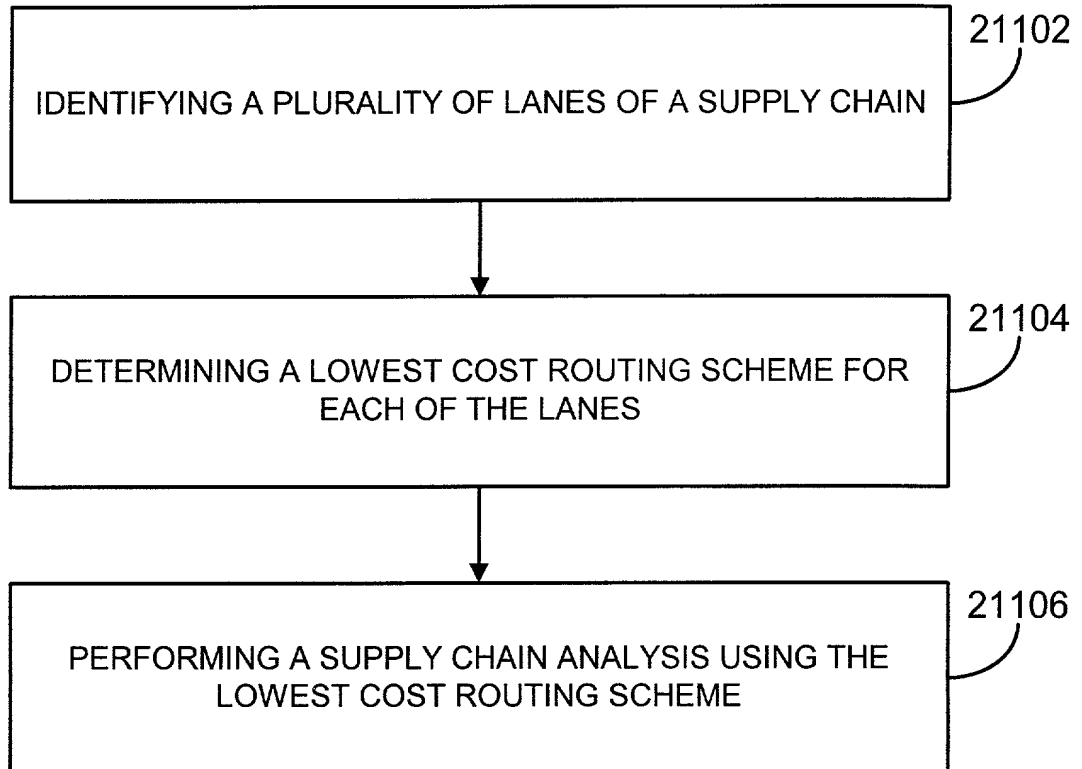 21102
IDENTIFYING A PLURALITY OF LANES OF A SUPPLY CHAIN
21104
DETERMINING A LOWEST COST ROUTING SCHEME FOR
EACH OF THE LANES
21106
PERFORMING A SUPPLY CHAIN ANALYSIS USING THE
LOWEST COST ROUTING SCHEME